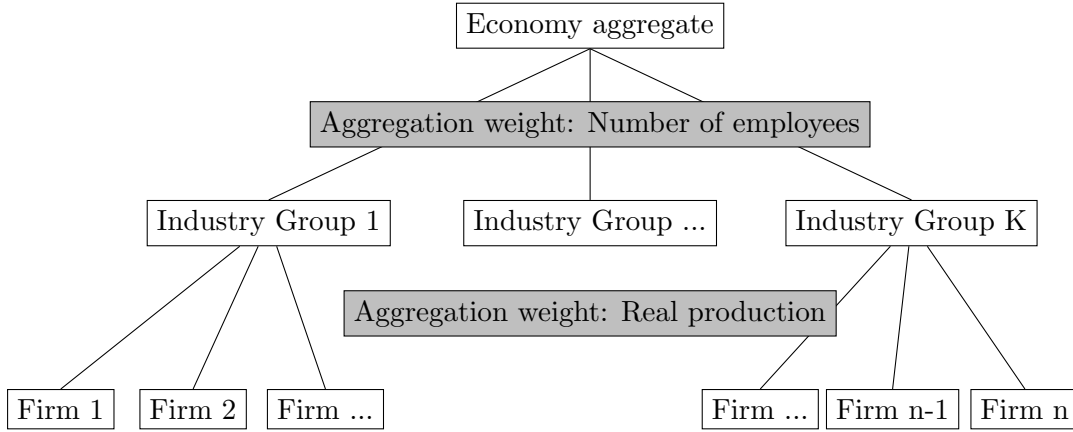 Economy aggregate
Aggregation weight: Number of employees
Industry Group 1
Industry Group ...
Industry Group K
Aggregation weight: Real production
Firm 1
Firm 2
Firm ...
Firm ...
Firm n-1
Firm n